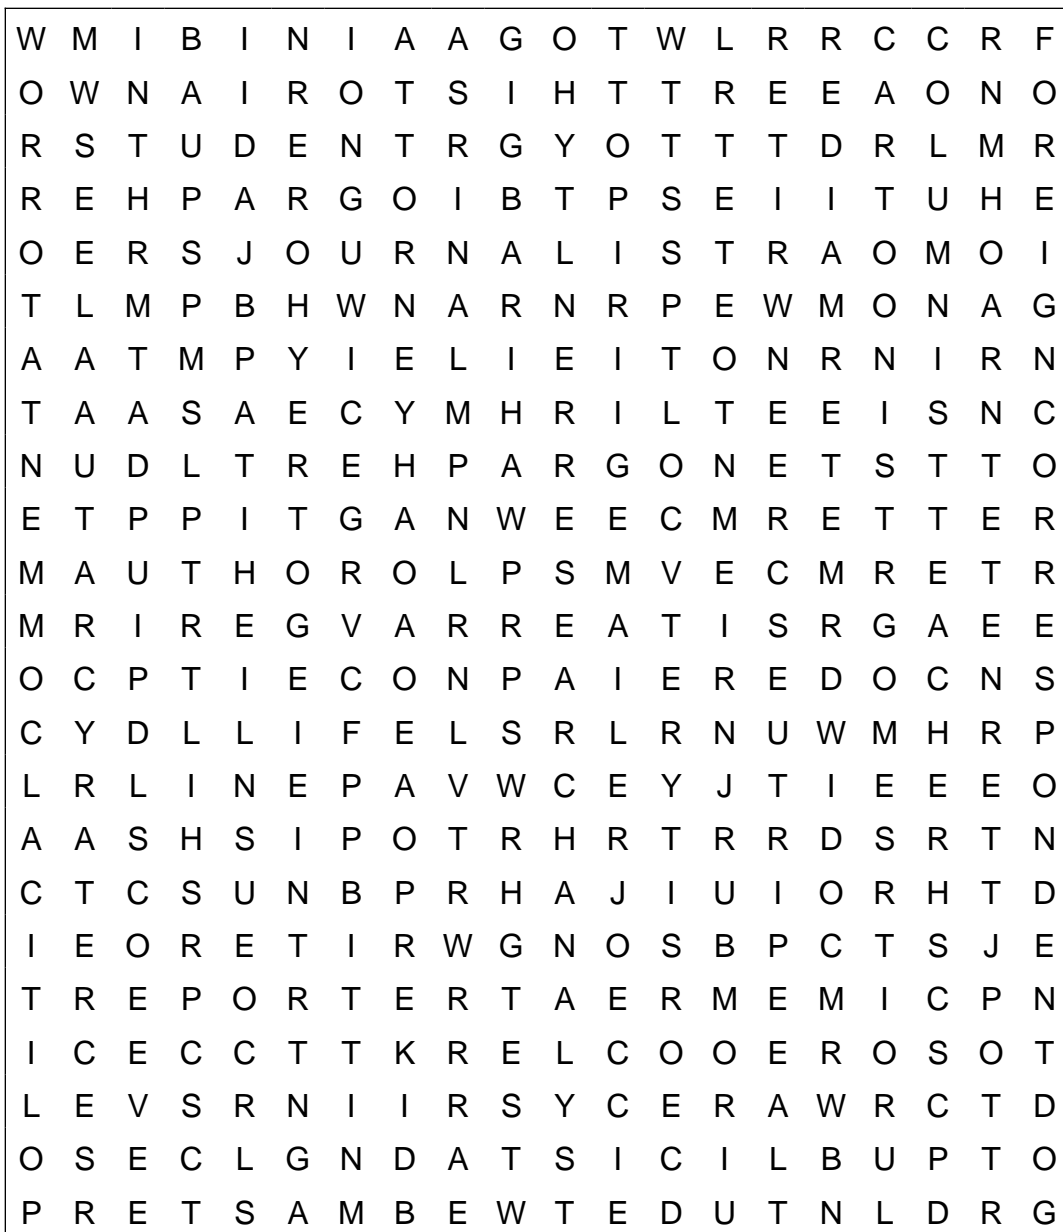 W M I B I N I A A G O T W L R R C C R F
O W N A I R O T S I H T T R E E A O N O
R S T U D E N T R G Y O T T T D R L M R
R E H P A R G O I B T P S E I I T U H E
O E R S J O U R N A L I S T R A O M O I
T L M P B H W N A R N R P E W M O N A G
A A T M P Y I E L I E I T O N R N I R N
T A A S A E C Y M H R I L T E E I S N C
N U D L T R E H P A R G O N E T S T T O
E T P P I T G A N W E E C M R E T T E R
M A U T H O R O L P S M V E C M R E T R
M R I R E G V A R R E A T I S R G A E E
O C P T I E C O N P A I E R E D O C N S
C Y D L L I F E L S R L R N U W M H R P
L R L I N E P A V W C E Y J T I E E E O
A A S H S I P O T R H R T R R D S R T N
C T C S U N B P R H A J I U I O R H T D
I E O R E T I R W G N O S B P C T S J E
T R E P O R T E R T A E R M E M I C P N
I C E C C T T K R E L C O O E R O S O T
L E V S R N I I R S Y C E R A W R C T D
O S E C L G N D A T S I C I L B U P T O
P R E T S A M B E W T E D U T N L D R G